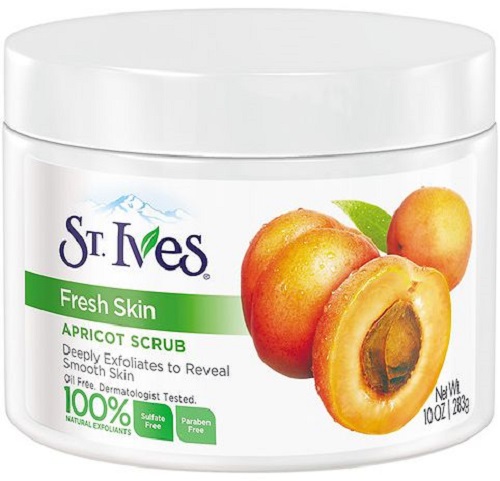 St. Ives®
Fresh Skin
APRICOT SCRUB
Deeply Exfoliates to Reveal
Smooth Skin
Oil Free. Dermatologist Tested.
100%
NATURAL EXFOLIANTS
Sulfate
Free
Paraben
Free
Net Wt.
10 OZ | 283g